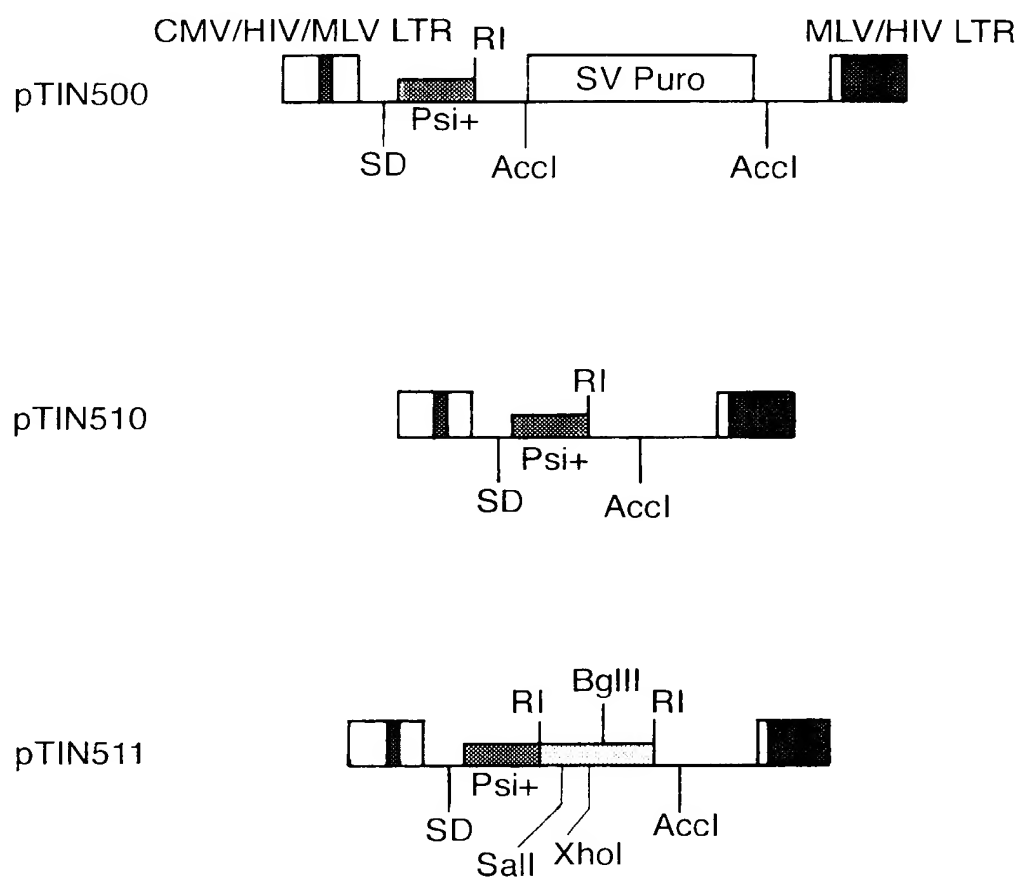 CMV/HIV/MLV LTR
RI
MLV/HIV LTR
pTIN500
SV Puro
Psi+
SD
AccI
AccI
pTIN510
RI
Psi+
SD
AccI
pTIN511
RI
BglII
RI
Psi+
SD
SalI
XhoI
AccI